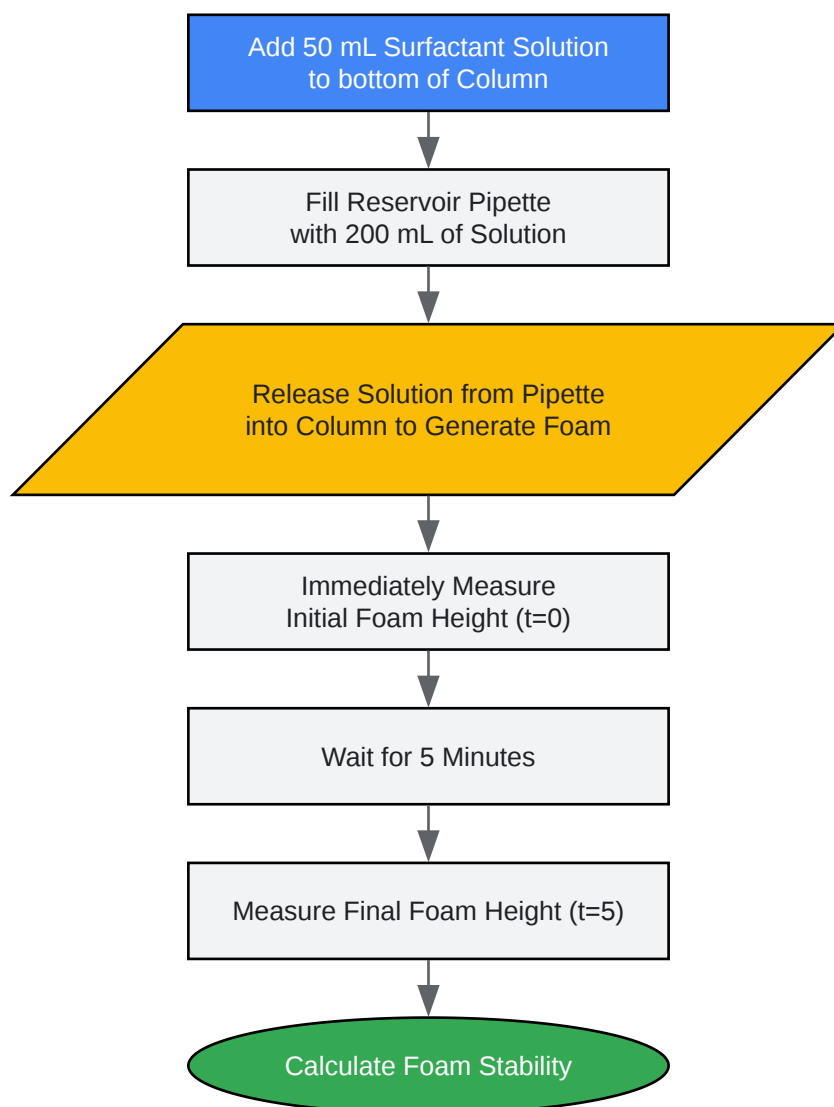 Add 50 mL Surfactant Solution
to bottom of Column
Fill Reservoir Pipette
with 200 mL of Solution
Release Solution from Pipette
into Column to Generate Foam
Immediately Measure
Initial Foam Height (t=0)
Wait for 5 Minutes
Measure Final Foam Height (t=5)
Calculate Foam Stability